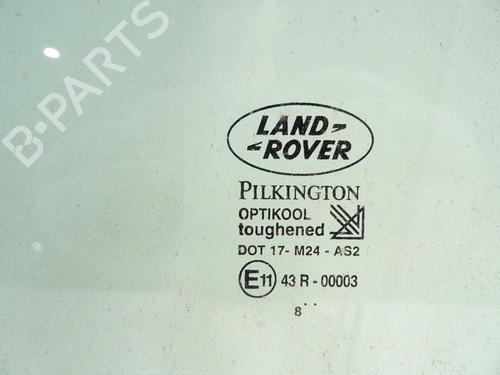 B-PARTS
LAND-
-ROVER
PILKINGTON
OPTIKOOL
toughened
DOT 17- M24 - AS2
E11 43 R - 00003
8··